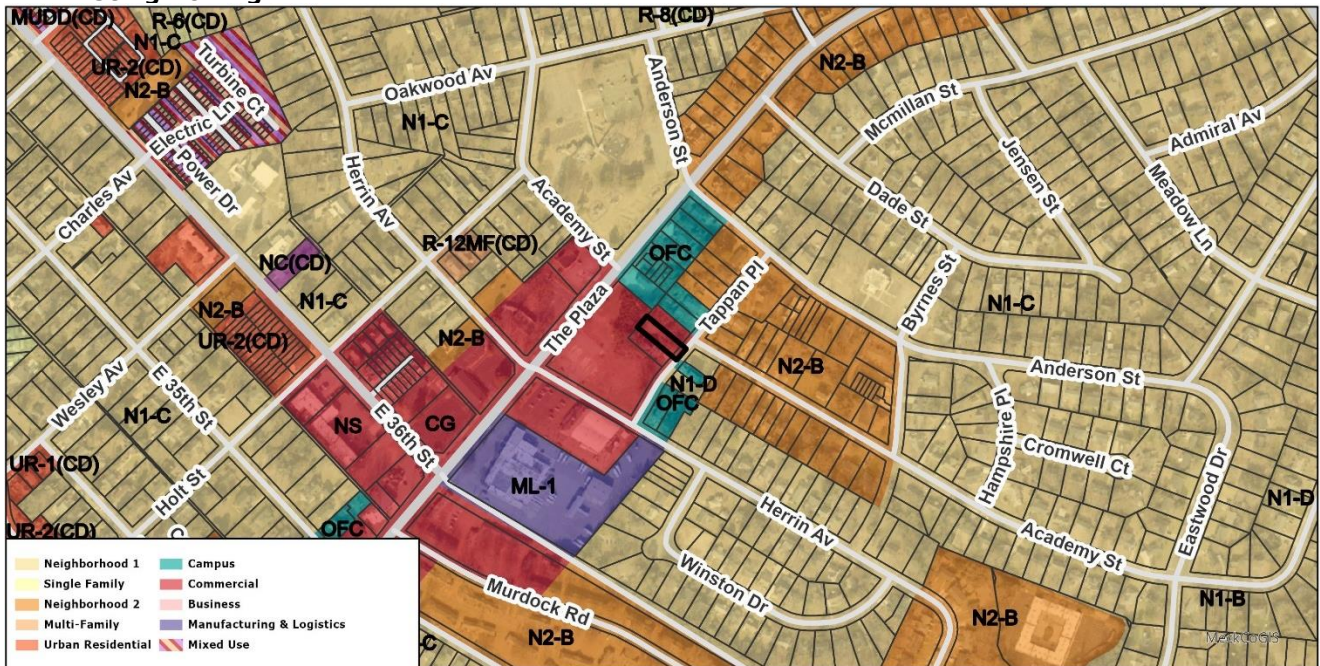 MUDD(CD)
R-6(CD)
N1-C
UR-2(CD)
N2-B
Turbine Ct
Electric Ln
Power Dr
Charles Av
Oakwood Av
N1-C
Herrin Av
R-8(CD)
Anderson St
N2-B
Mcmillan St
Admiral Av
Jensen St
Meadow Ln
Dade St
Academy St
R-12MF(CD)
NC(CD)
N1-C
N2-B
UR-2(CD)
The Plaza
OFC
Tappan Pl
Byrnes St
N1-C
N2-B
Anderson St
N1-D
OFC
N2-B
Wesley Av
E 35th St
N1-C
NS
CG
E 36th St
ML-1
UR-1(CD)
Holt St
UR-2(CD)
OFC
Hampshire Pl
Cromwell Ct
Eastwood Dr
N1-D
Herrin Av
Academy St
Winston Dr
N1-B
Murdock Rd
N2-B
N2-B
Neighborhood 1
Single Family
Neighborhood 2
Multi-Family
Urban Residential
Campus
Commercial
Business
Manufacturing & Logistics
Mixed Use